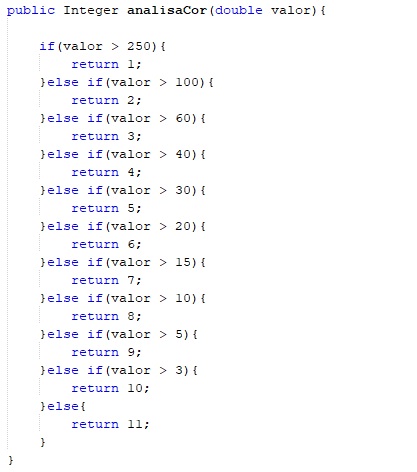 public Integer analisaCor(double valor){
if(valor > 250){
return 1;
}else if(valor > 100){
return 2;
}else if(valor > 60){
return 3;
}else if(valor > 40){
return 4;
}else if(valor > 30){
return 5;
}else if(valor > 20){
return 6;
}else if(valor > 15){
return 7;
}else if(valor > 10){
return 8;
}else if(valor > 5){
return 9;
}else if(valor > 3){
return 10;
}else{
return 11;
}
}